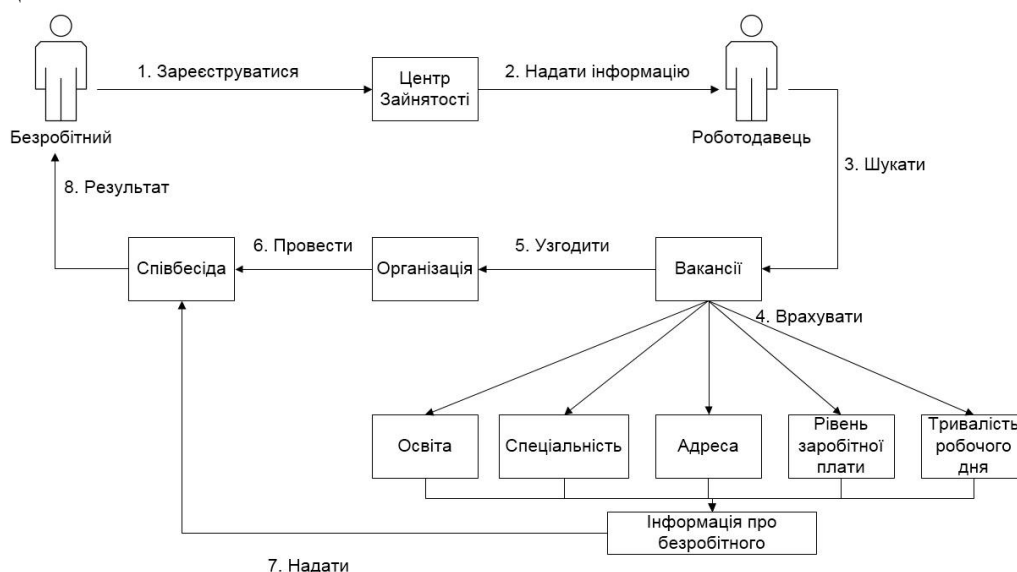 1. Зареєструватися
Центр
Зайнятості
2. Надати інформацію
Безробітний
Роботодавець
3. Шукати
8. Результат
Співбесіда
6. Провести
Організація
5. Узгодити
Вакансії
4. Врахувати
Освіта
Спеціальність
Адреса
Рівень
заробітної
плати
Тривалість
робочого
дня
Інформація про
безробітного
7. Надати